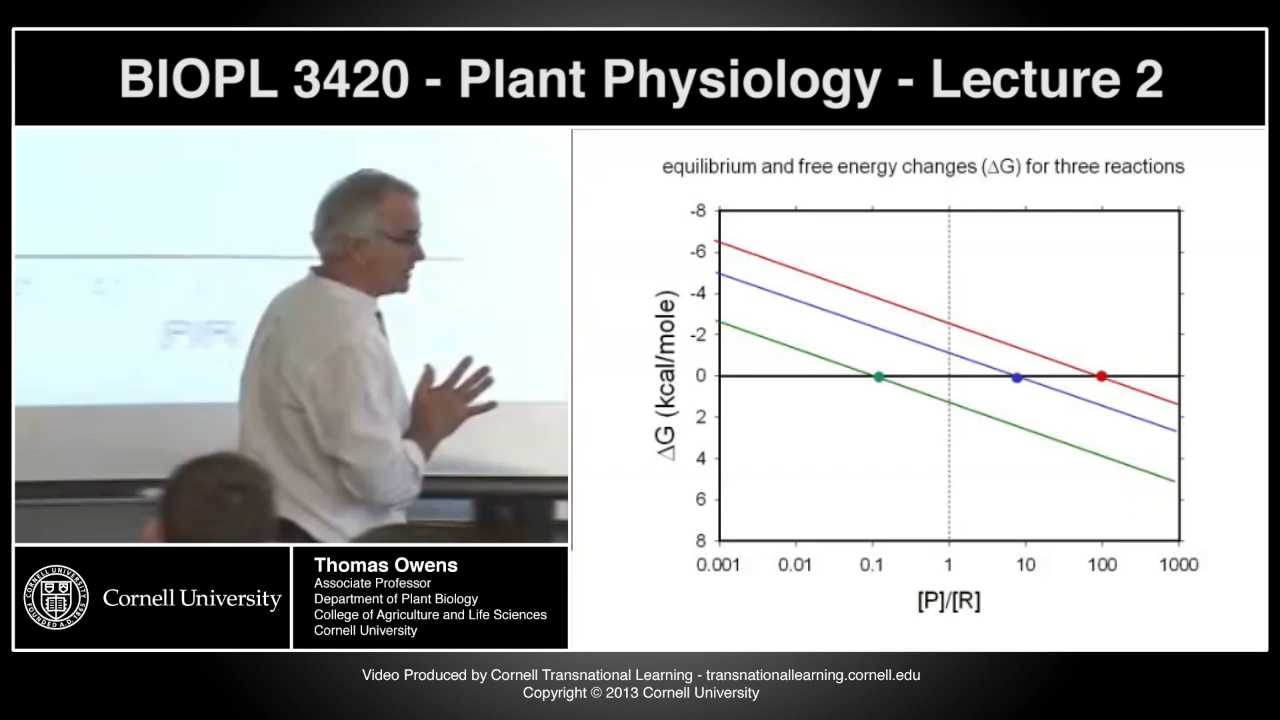 BIOPL 3420 - Plant Physiology - Lecture 2
equilibrium and free energy changes (ΔG) for three reactions
-8
-6
-4
-2
0
2
4
6
8
ΔG (kcal/mole)
0.001 0.01 0.1 1 10 100 1000
[P]/[R]
P/R
Cornell University
Thomas Owens
Associate Professor
Department of Plant Biology
College of Agriculture and Life Sciences
Cornell University
Video Produced by Cornell Transnational Learning - transnationallearning.cornell.edu
Copyright © 2013 Cornell University